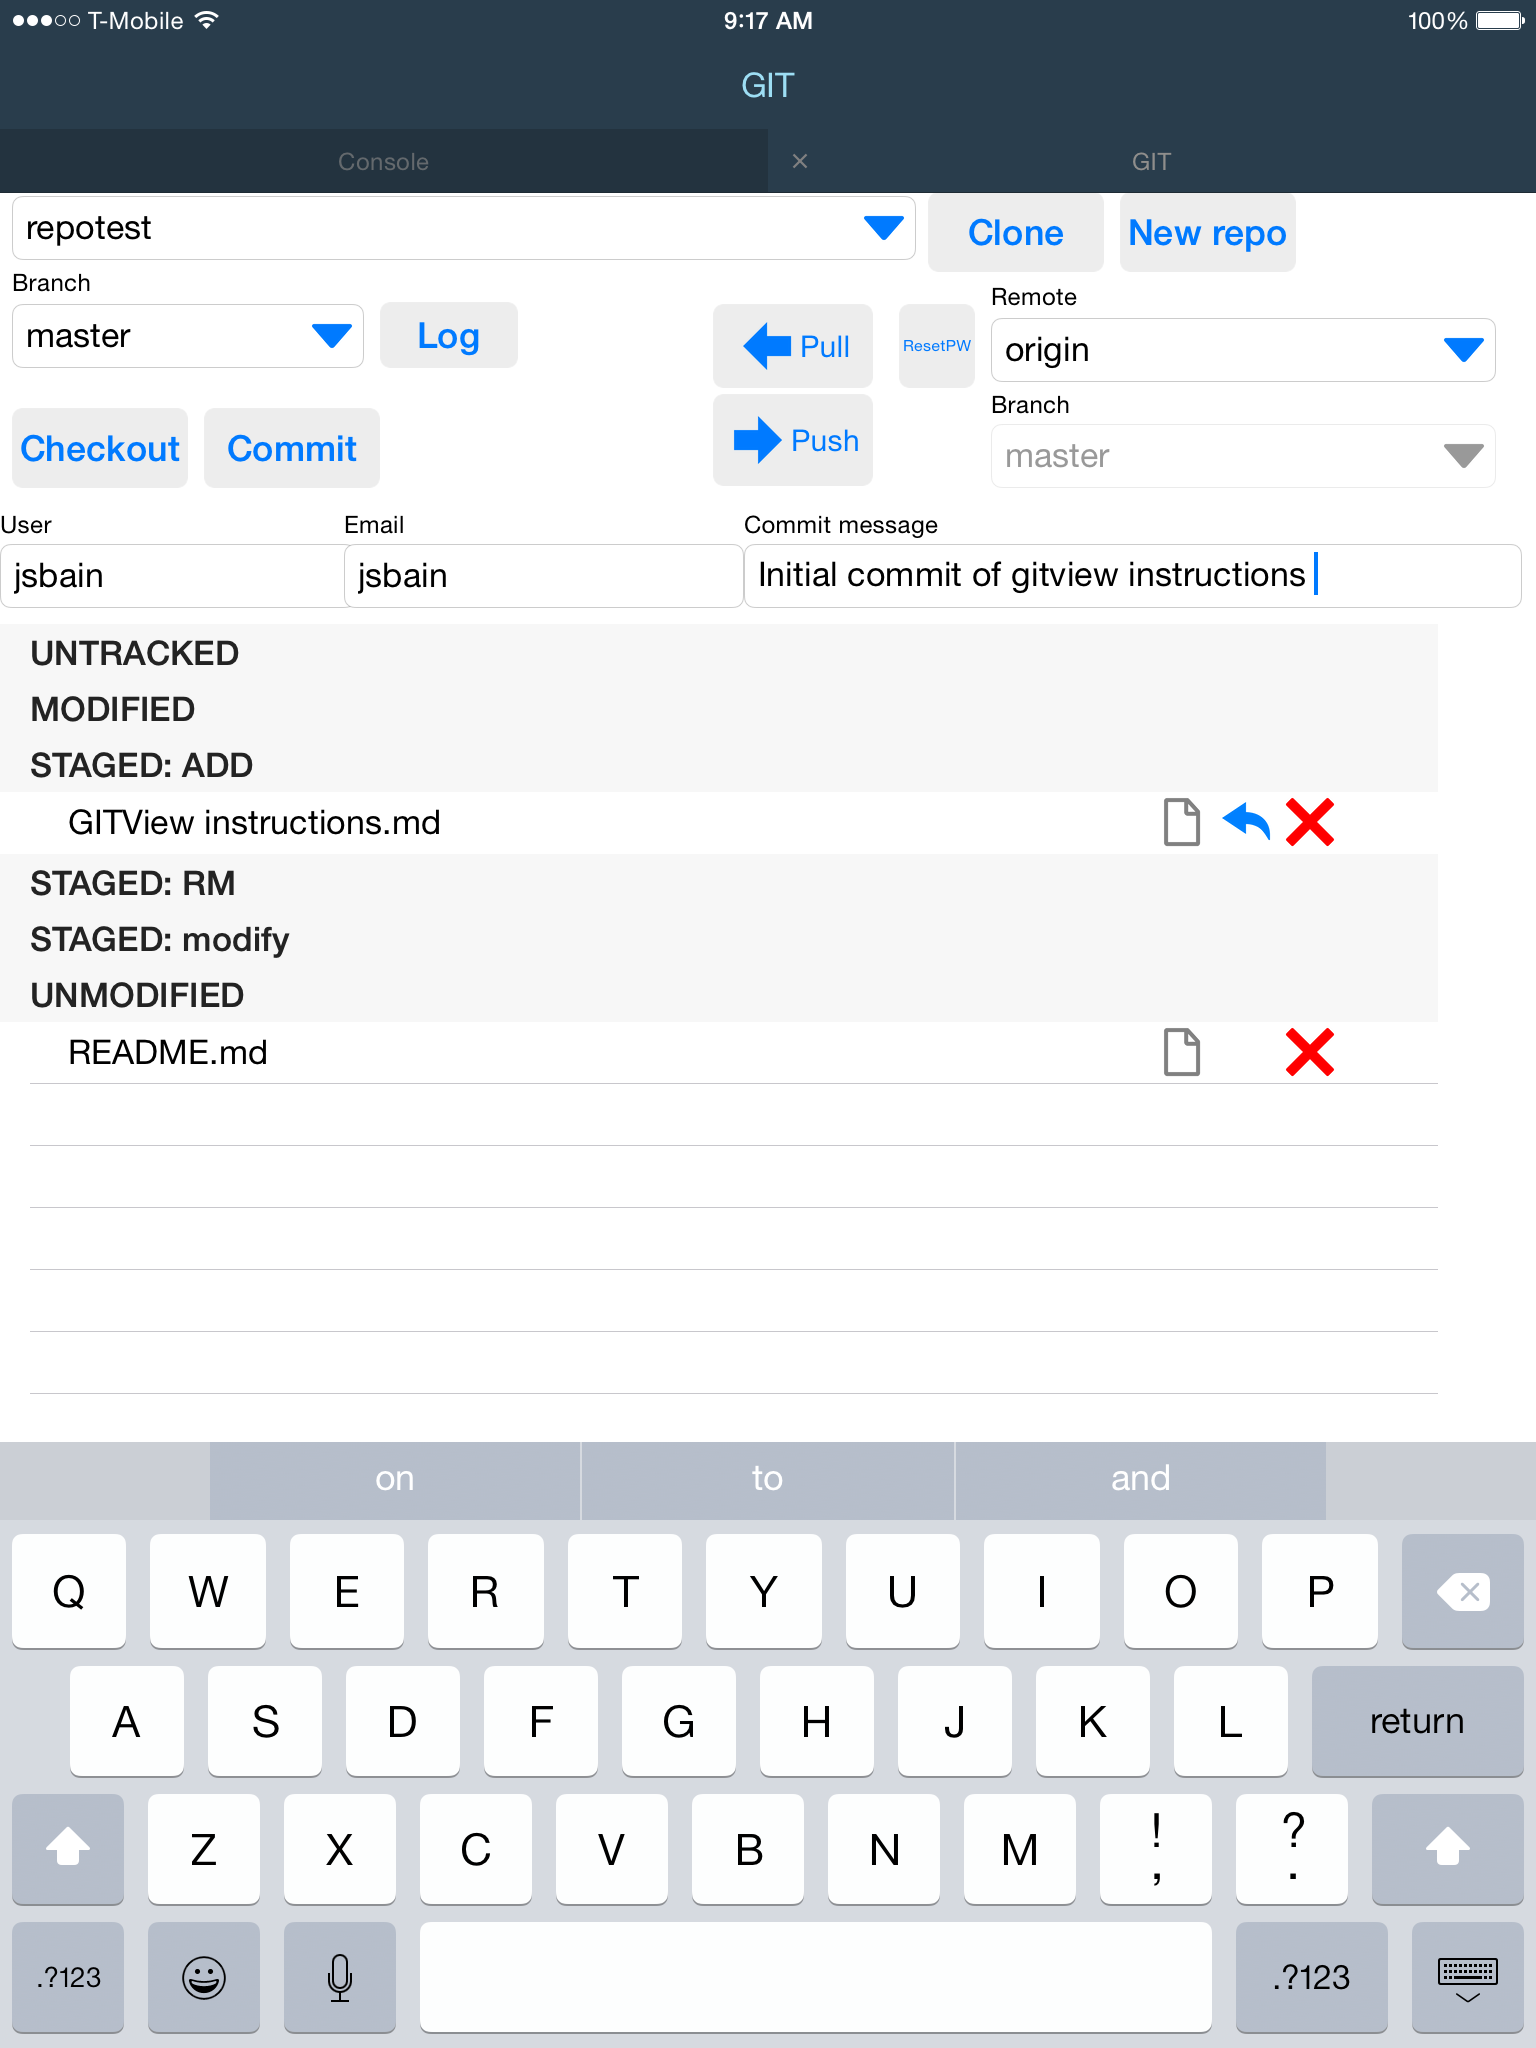 T-Mobile 9:17 AM 100%
GIT
Console × GIT
repotest Clone New repo
Branch
master Log
Pull ResetPW
Remote
origin
Checkout Commit
Push
Branch
master
User Email Commit message
jsbain jsbain Initial commit of gitview instructions
UNTRACKED
MODIFIED
STAGED: ADD
GITView instructions.md
STAGED: RM
STAGED: modify
UNMODIFIED
README.md
on to and
Q W E R T Y U I O P
A S D F G H J K L return
Z X C V B N M ! , ? .
.?123 .?123